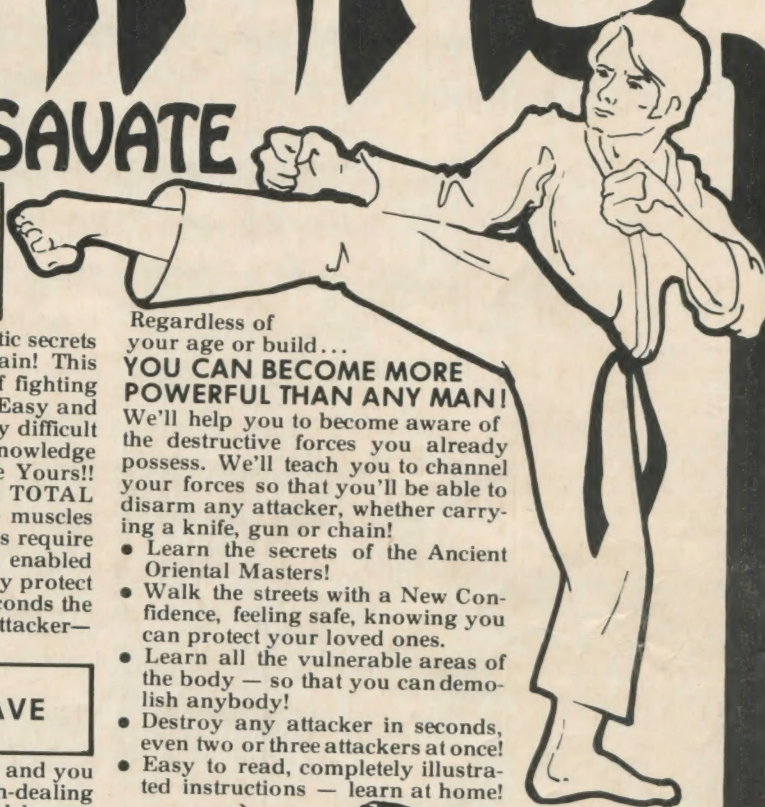 SAVATE
tic secrets
ain! This
f fighting
Easy and
y difficult
nowledge
e Yours!!
TOTAL
muscles
s require
enabled
y protect
conds the
ttacker—
AVE
and you
n-dealing
Regardless of
your age or build...
YOU CAN BECOME MORE
POWERFUL THAN ANY MAN!
We'll help you to become aware of
the destructive forces you already
possess. We'll teach you to channel
your forces so that you'll be able to
disarm any attacker, whether carry-
ing a knife, gun or chain!
• Learn the secrets of the Ancient
Oriental Masters!
• Walk the streets with a New Con-
fidence, feeling safe, knowing you
can protect your loved ones.
• Learn all the vulnerable areas of
the body — so that you can demo-
lish anybody!
• Destroy any attacker in seconds,
even two or three attackers at once!
• Easy to read, completely illustra-
ted instructions — learn at home!